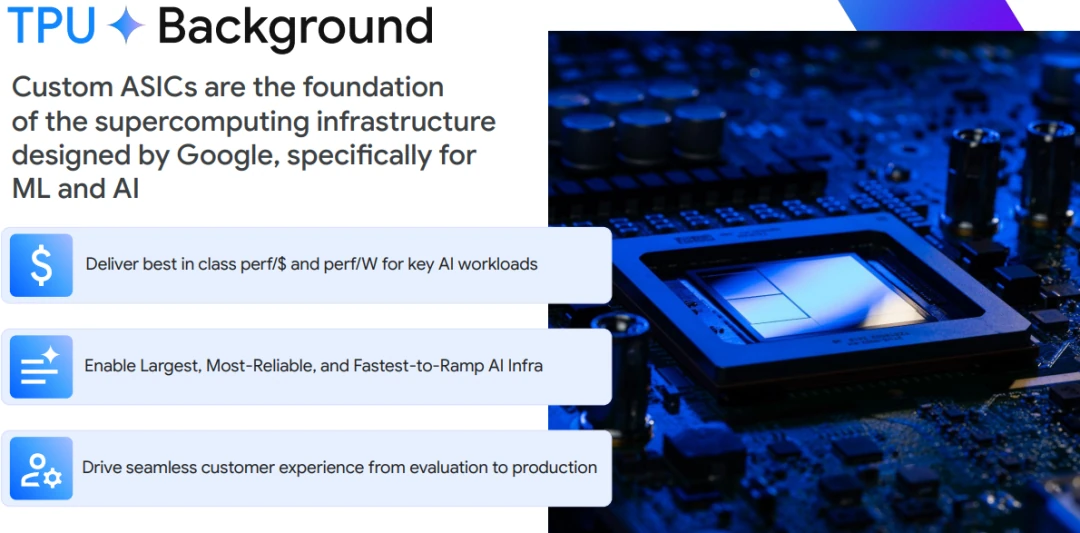 TPU Background
Custom ASICs are the foundation
of the supercomputing infrastructure
designed by Google, specifically for
ML and AI
$
Deliver best in class perf/$ and perf/W for key AI workloads
Enable Largest, Most-Reliable, and Fastest-to-Ramp AI Infra
Drive seamless customer experience from evaluation to production